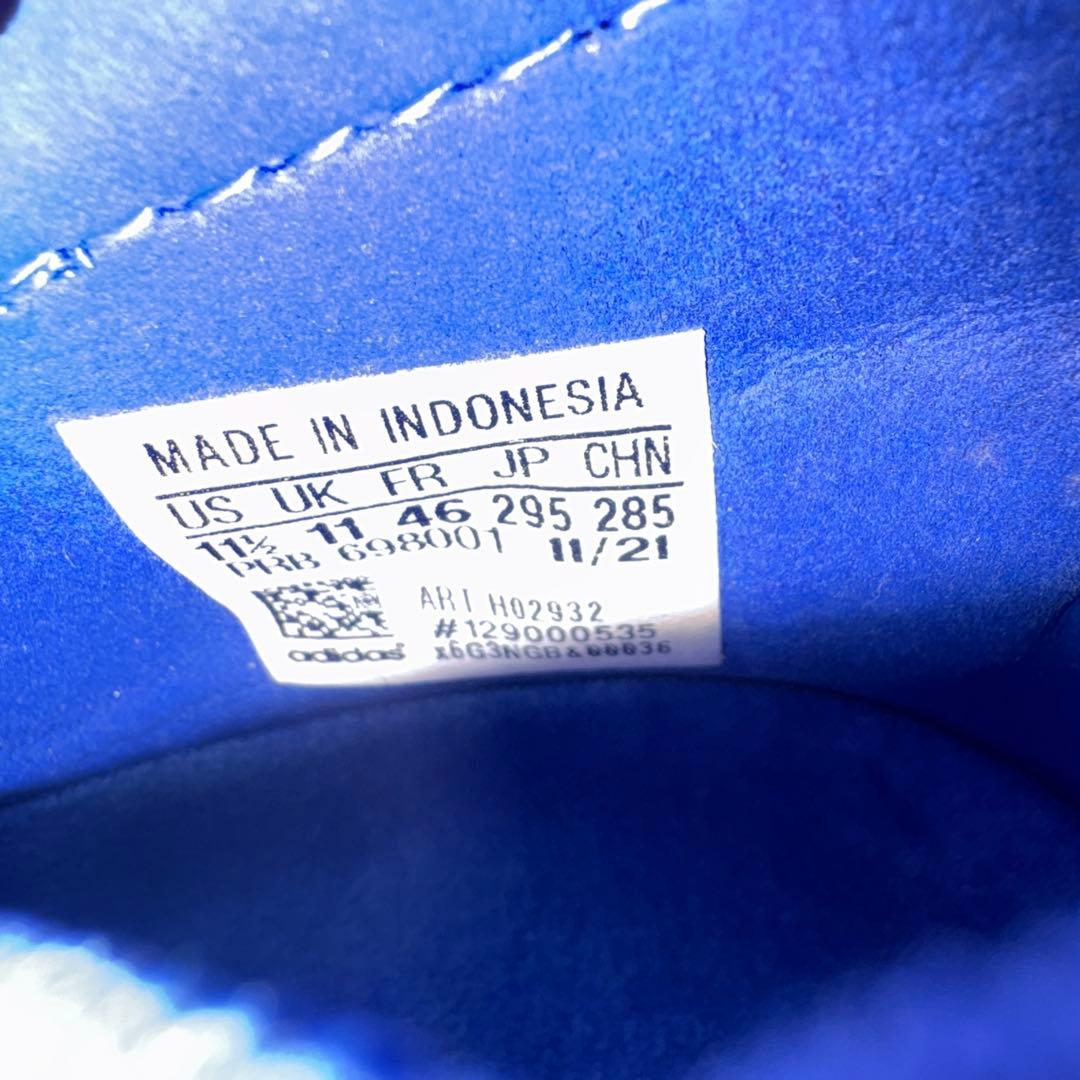 MADE IN INDONESIA
US UK FR JP CHN
11½ 11 46 295 285
PRB 698001 11/21
ART H02932
#129000535
adidas